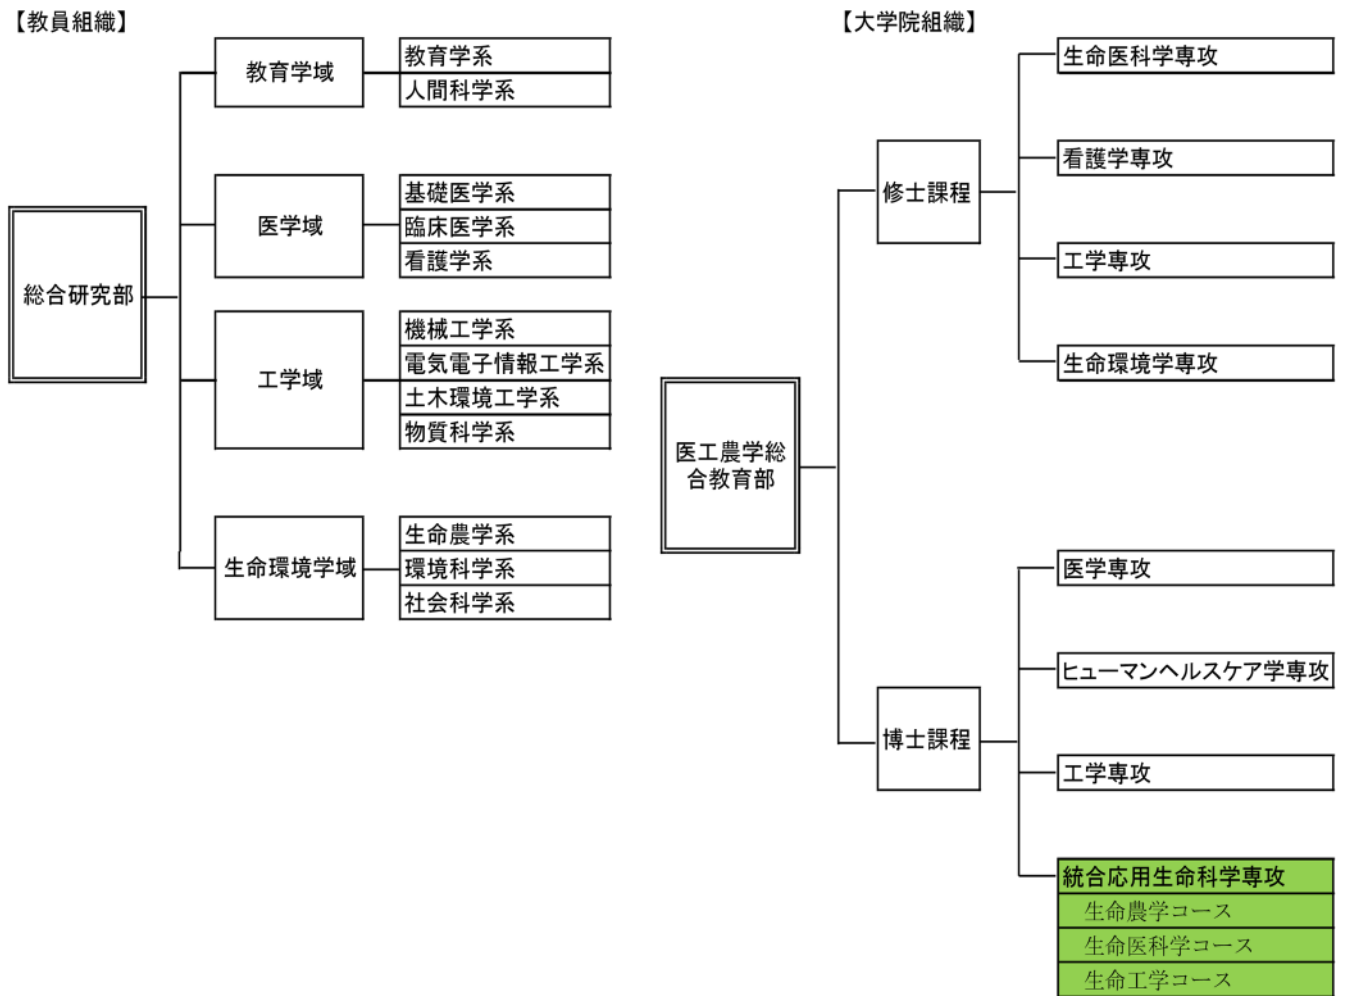 【教員組織】
総合研究部
教育学域
教育学系
人間科学系
医学域
基礎医学系
臨床医学系
看護学系
工学域
機械工学系
電気電子情報工学系
土木環境工学系
物質科学系
生命環境学域
生命農学系
環境科学系
社会科学系
【大学院組織】
医工農学総
合教育部
修士課程
生命医科学専攻
看護学専攻
工学専攻
生命環境学専攻
博士課程
医学専攻
ヒューマンヘルスケア学専攻
工学専攻
統合応用生命科学専攻
生命農学コース
生命医科学コース
生命工学コース